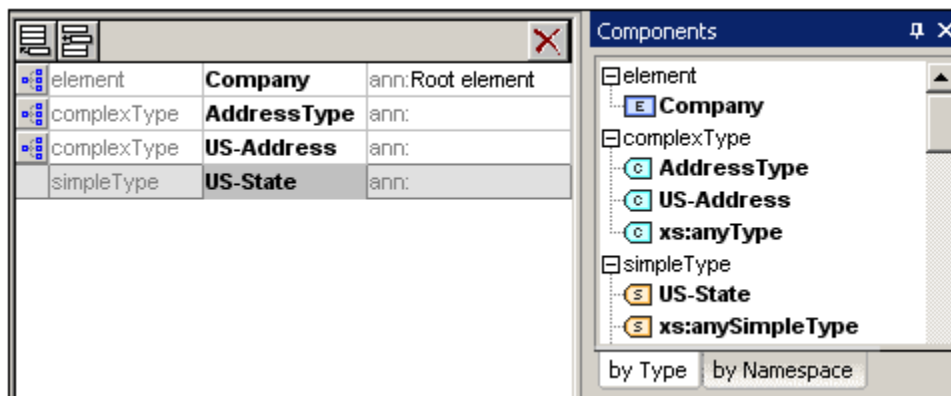 element Company ann:Root element
complexType AddressType ann:
complexType US-Address ann:
simpleType US-State ann:
Components
element
E Company
complexType
C AddressType
C US-Address
C xs:anyType
simpleType
S US-State
S xs:anySimpleType
by Type by Namespace